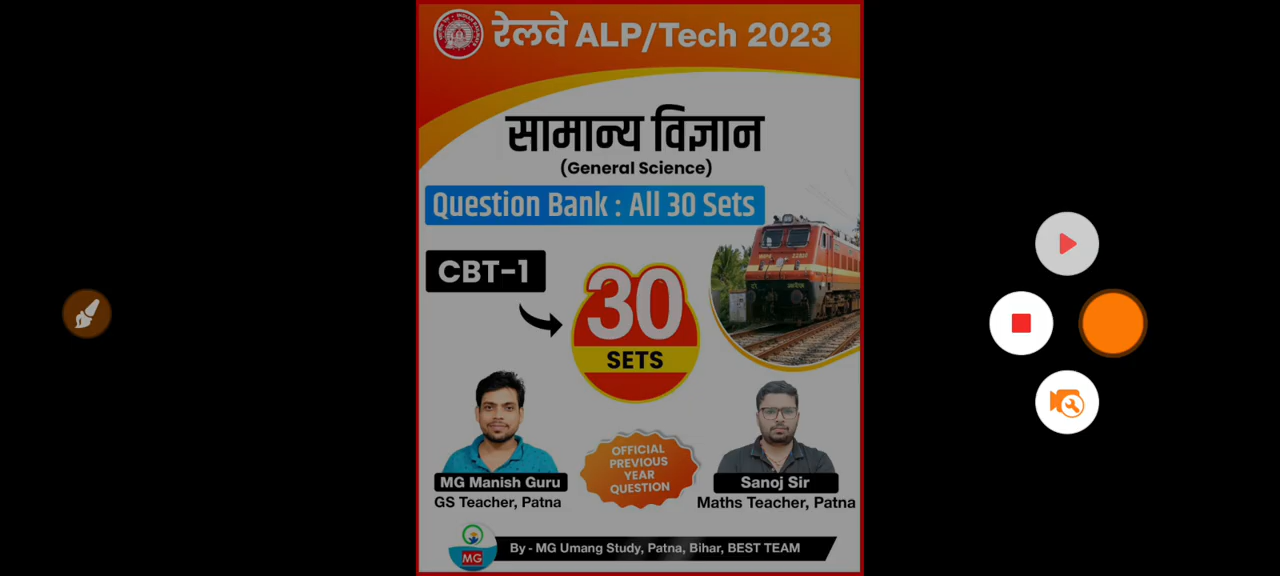 रेलवे ALP/Tech 2023
सामान्य विज्ञान
(General Science)
Question Bank : All 30 Sets
CBT-1
30
SETS
OFFICIAL
PREVIOUS
YEAR
QUESTION
MG Manish Guru
GS Teacher, Patna
Sanoj Sir
Maths Teacher, Patna
MG
By - MG Umang Study, Patna, Bihar, BEST TEAM